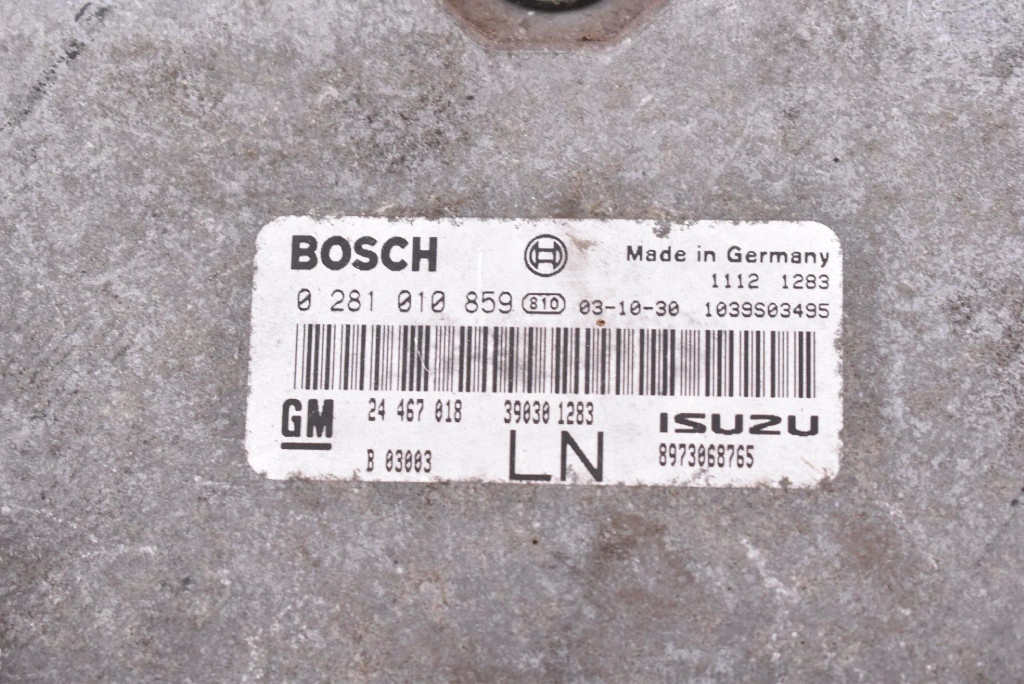 BOSCH Made in Germany
1112 1283
0 281 010 859 810 03-10-30 1039S03495
GM 24 467 018 39030 1283 ISUZU
B 03003 LN 8973068765